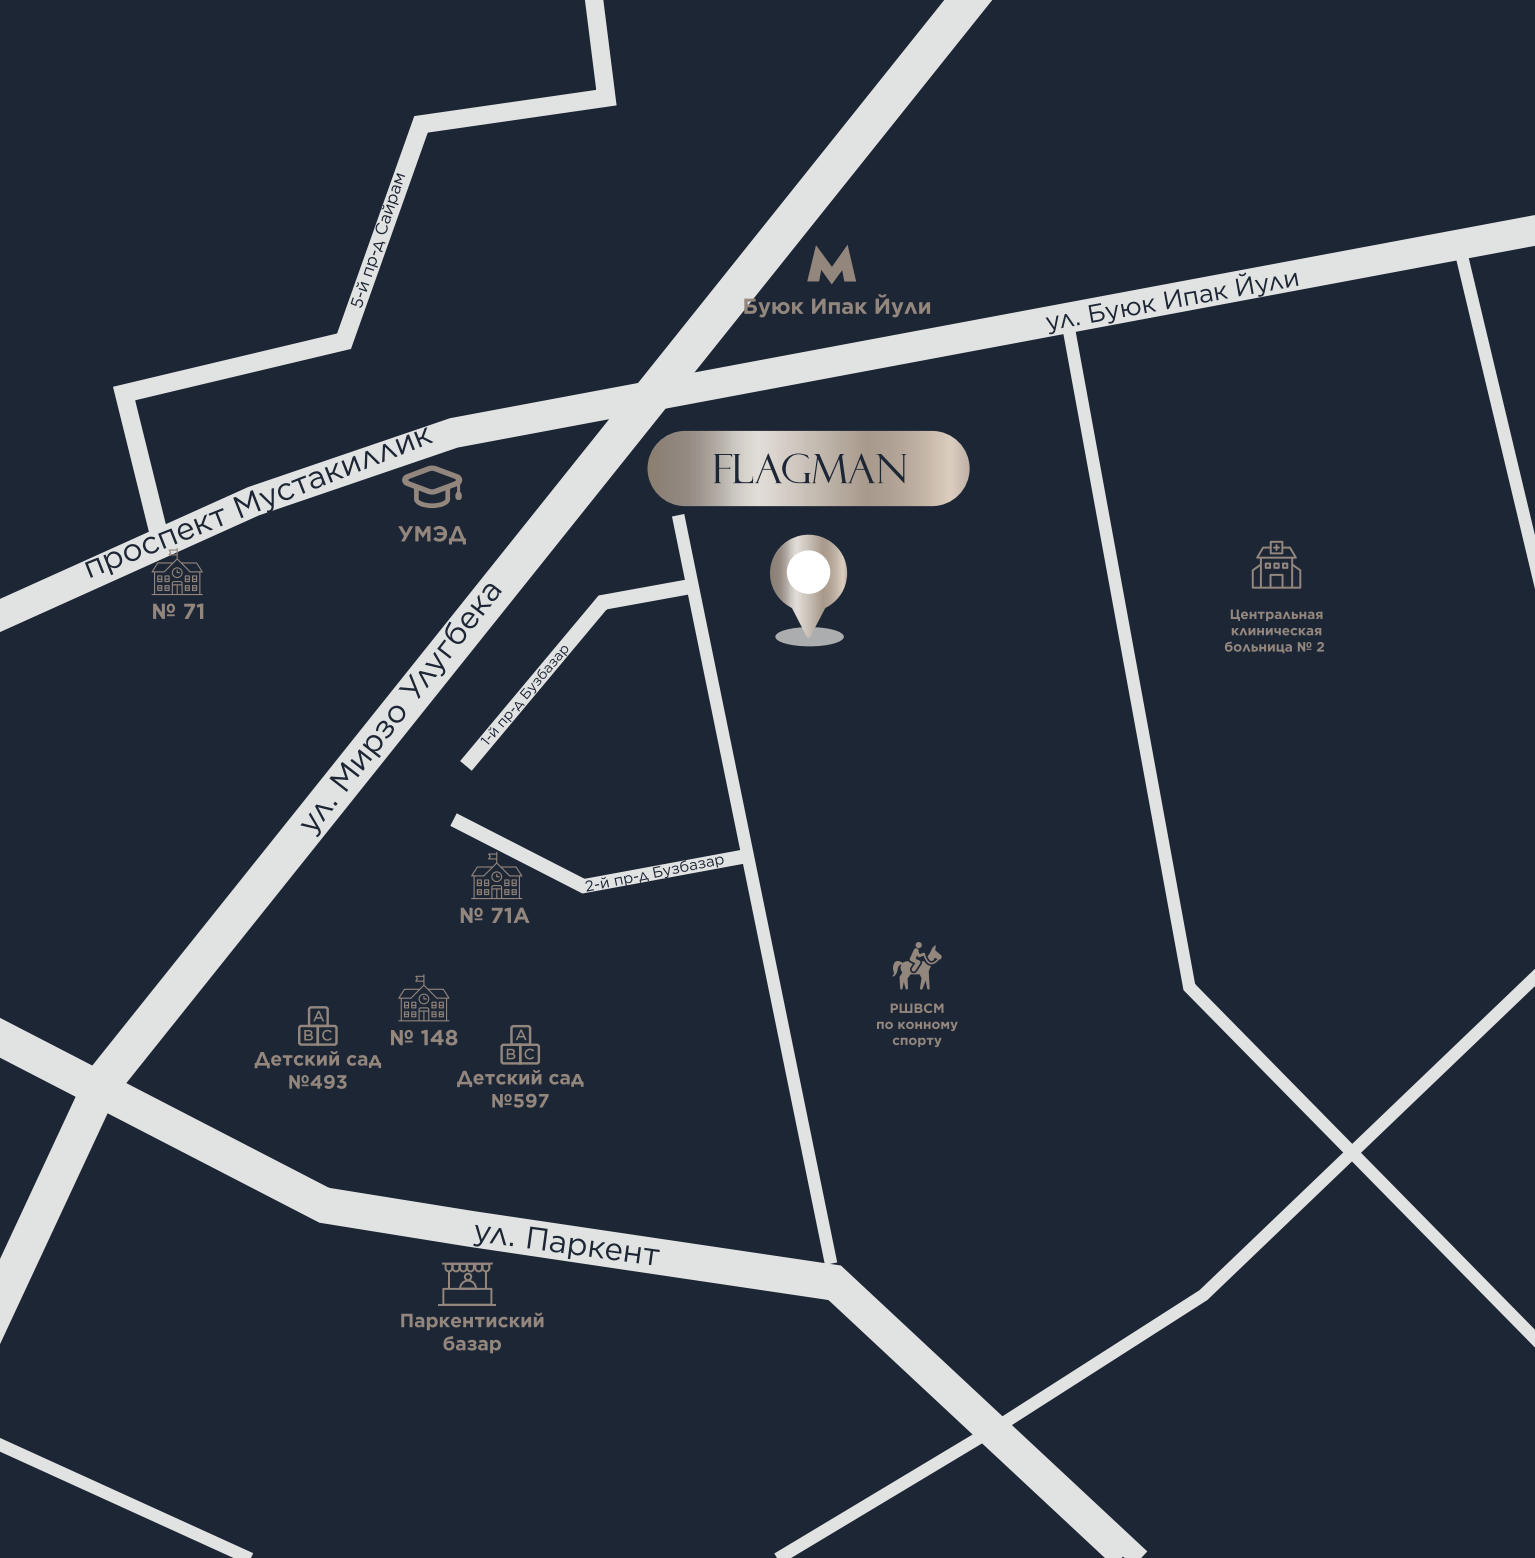 5-й пр-д Сайрам
Буюк Ипак Йули
ул. Буюк Ипак Йули
проспект Мустакиллик
FLAGMAN
УМЭД
№ 71
ул. Мирзо Улугбека
Центральная
клиническая
больница № 2
1-й пр-д Бузбазар
2-й пр-д Бузбазар
№ 71А
РШВСМ
по конному
спорту
A
B C
Детский сад
№493
№ 148
A
B C
Детский сад
№597
ул. Паркент
Паркентиский
базар